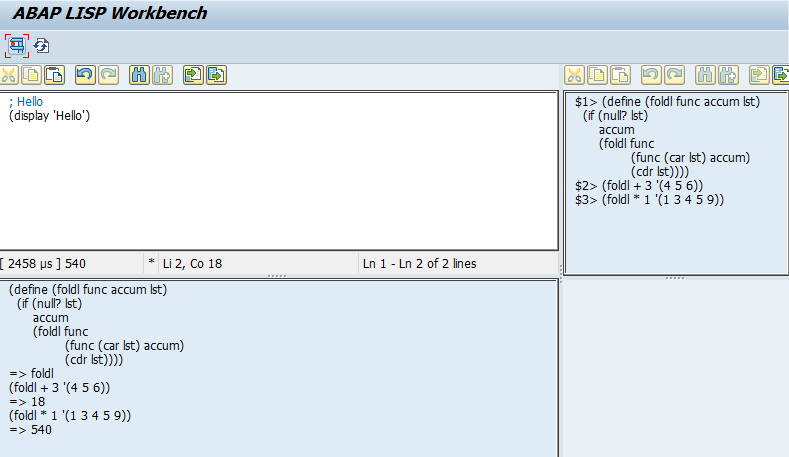 ABAP LISP Workbench
; Hello
(display 'Hello')
[ 2458 µs ] 540 * Li 2, Co 18 Ln 1 - Ln 2 of 2 lines
(define (foldl func accum lst)
(if (null? lst)
accum
(foldl func
(func (car lst) accum)
(cdr lst))))
=> foldl
(foldl + 3 '(4 5 6))
=> 18
(foldl * 1 '(1 3 4 5 9))
=> 540
$1> (define (foldl func accum lst)
(if (null? lst)
accum
(foldl func
(func (car lst) accum)
(cdr lst))))
$2> (foldl + 3 '(4 5 6))
$3> (foldl * 1 '(1 3 4 5 9))